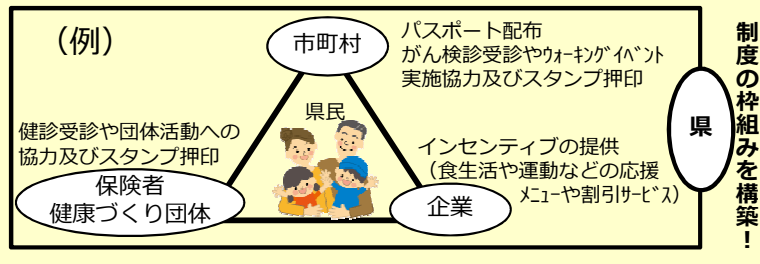 （例）
市町村
パスポート配布
がん検診受診やｳｫｰｷﾝｸﾞｲﾍﾞﾝﾄ
実施協力及びスタンプ押印
県民
健診受診や団体活動への
協力及びスタンプ押印
保険者
健康づくり団体
インセンティブの提供
（食生活や運動などの応援
ﾒﾆｭｰや割引ｻｰﾋﾞｽ）
企業
県
制度の枠組みを構築！